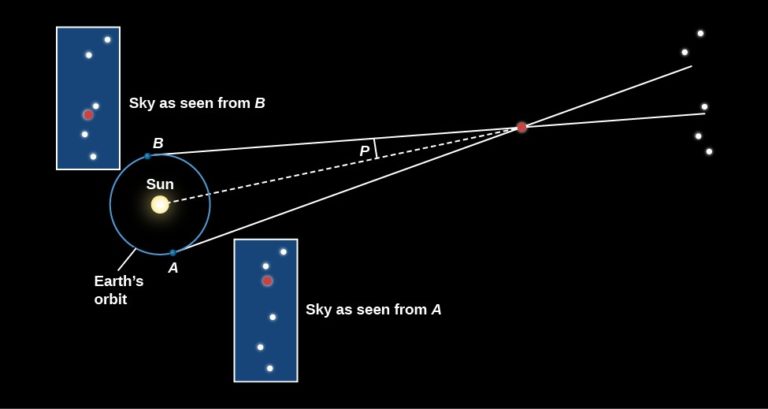 Sky as seen from B
B
P
Sun
A
Earth's
orbit
Sky as seen from A